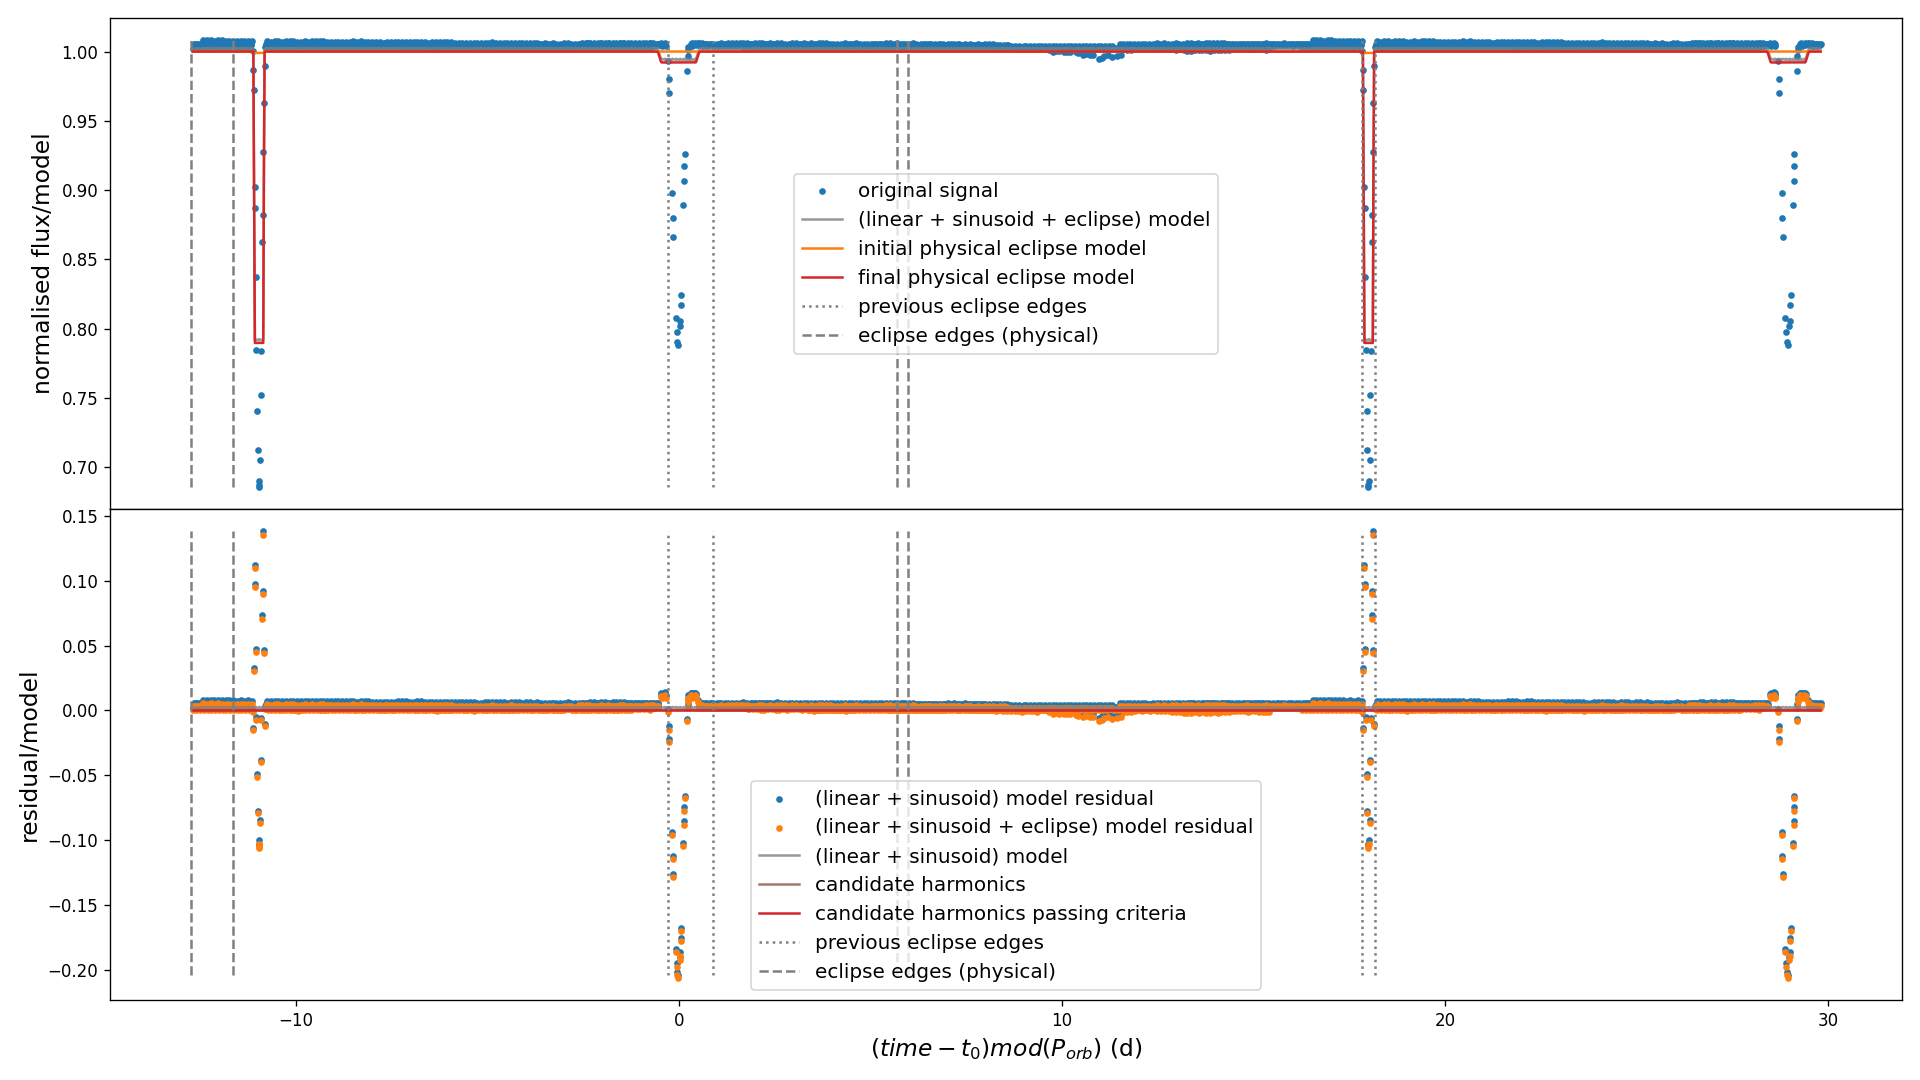 normalised flux/model
1.00
0.95
0.90
0.85
0.80
0.75
0.70
original signal
(linear + sinusoid + eclipse) model
initial physical eclipse model
final physical eclipse model
previous eclipse edges
eclipse edges (physical)
residual/model
0.15
0.10
0.05
0.00
−0.05
−0.10
−0.15
−0.20
(linear + sinusoid) model residual
(linear + sinusoid + eclipse) model residual
(linear + sinusoid) model
candidate harmonics
candidate harmonics passing criteria
previous eclipse edges
eclipse edges (physical)
−10 0 10 20 30
(time − t₀)mod(P_orb) (d)